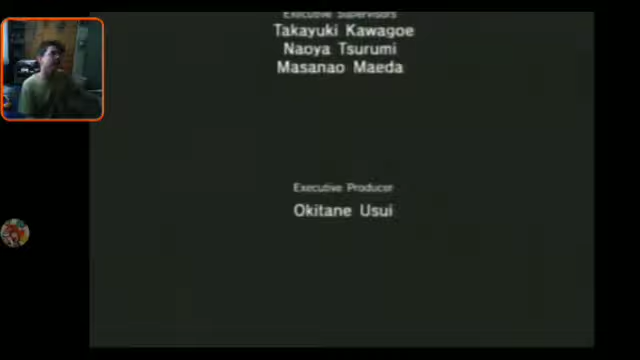 Executive Supervisors
Takayuki Kawagoe
Naoya Tsurumi
Masanao Maeda
Executive Producer
Okitane Usui